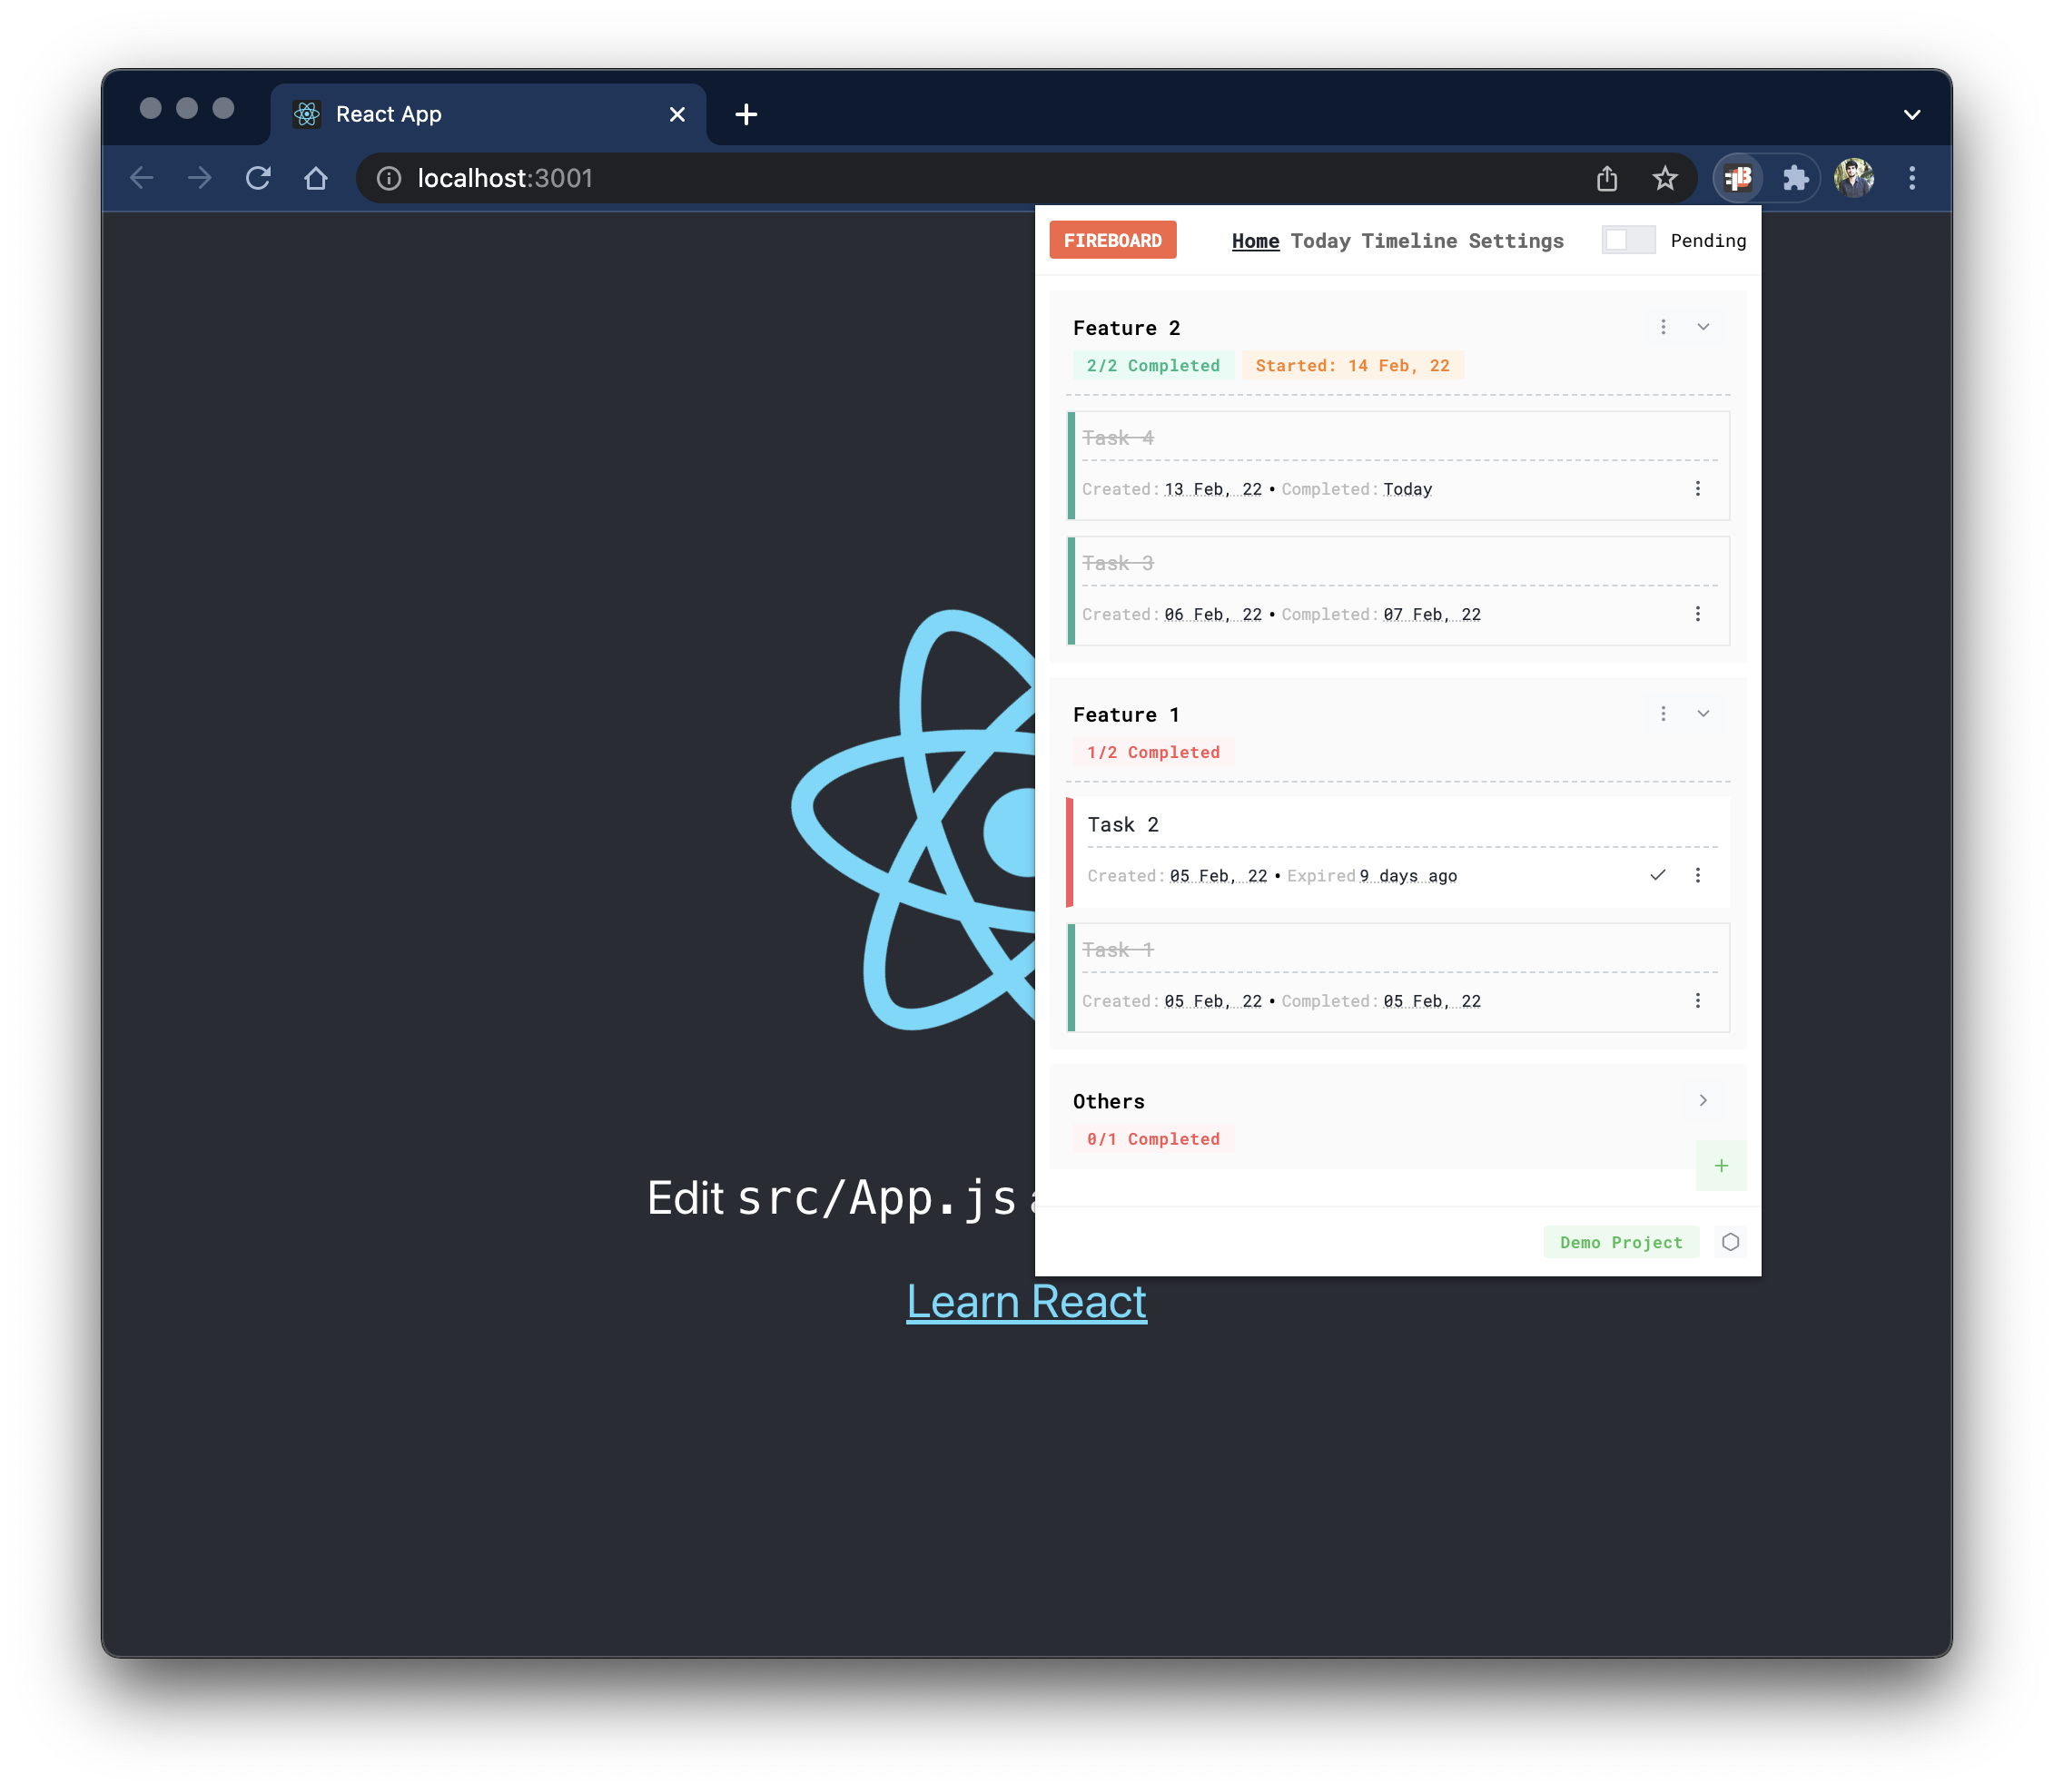 React App
localhost:3001
FIREBOARD Home Today Timeline Settings Pending
Feature 2
2/2 Completed Started: 14 Feb, 22
Task 4
Created: 13 Feb, 22 • Completed: Today
Task 3
Created: 06 Feb, 22 • Completed: 07 Feb, 22
Feature 1
1/2 Completed
Task 2
Created: 05 Feb, 22 • Expired 9 days ago
Task 1
Created: 05 Feb, 22 • Completed: 05 Feb, 22
Others
0/1 Completed
Edit src/App.js
Demo Project
Learn React